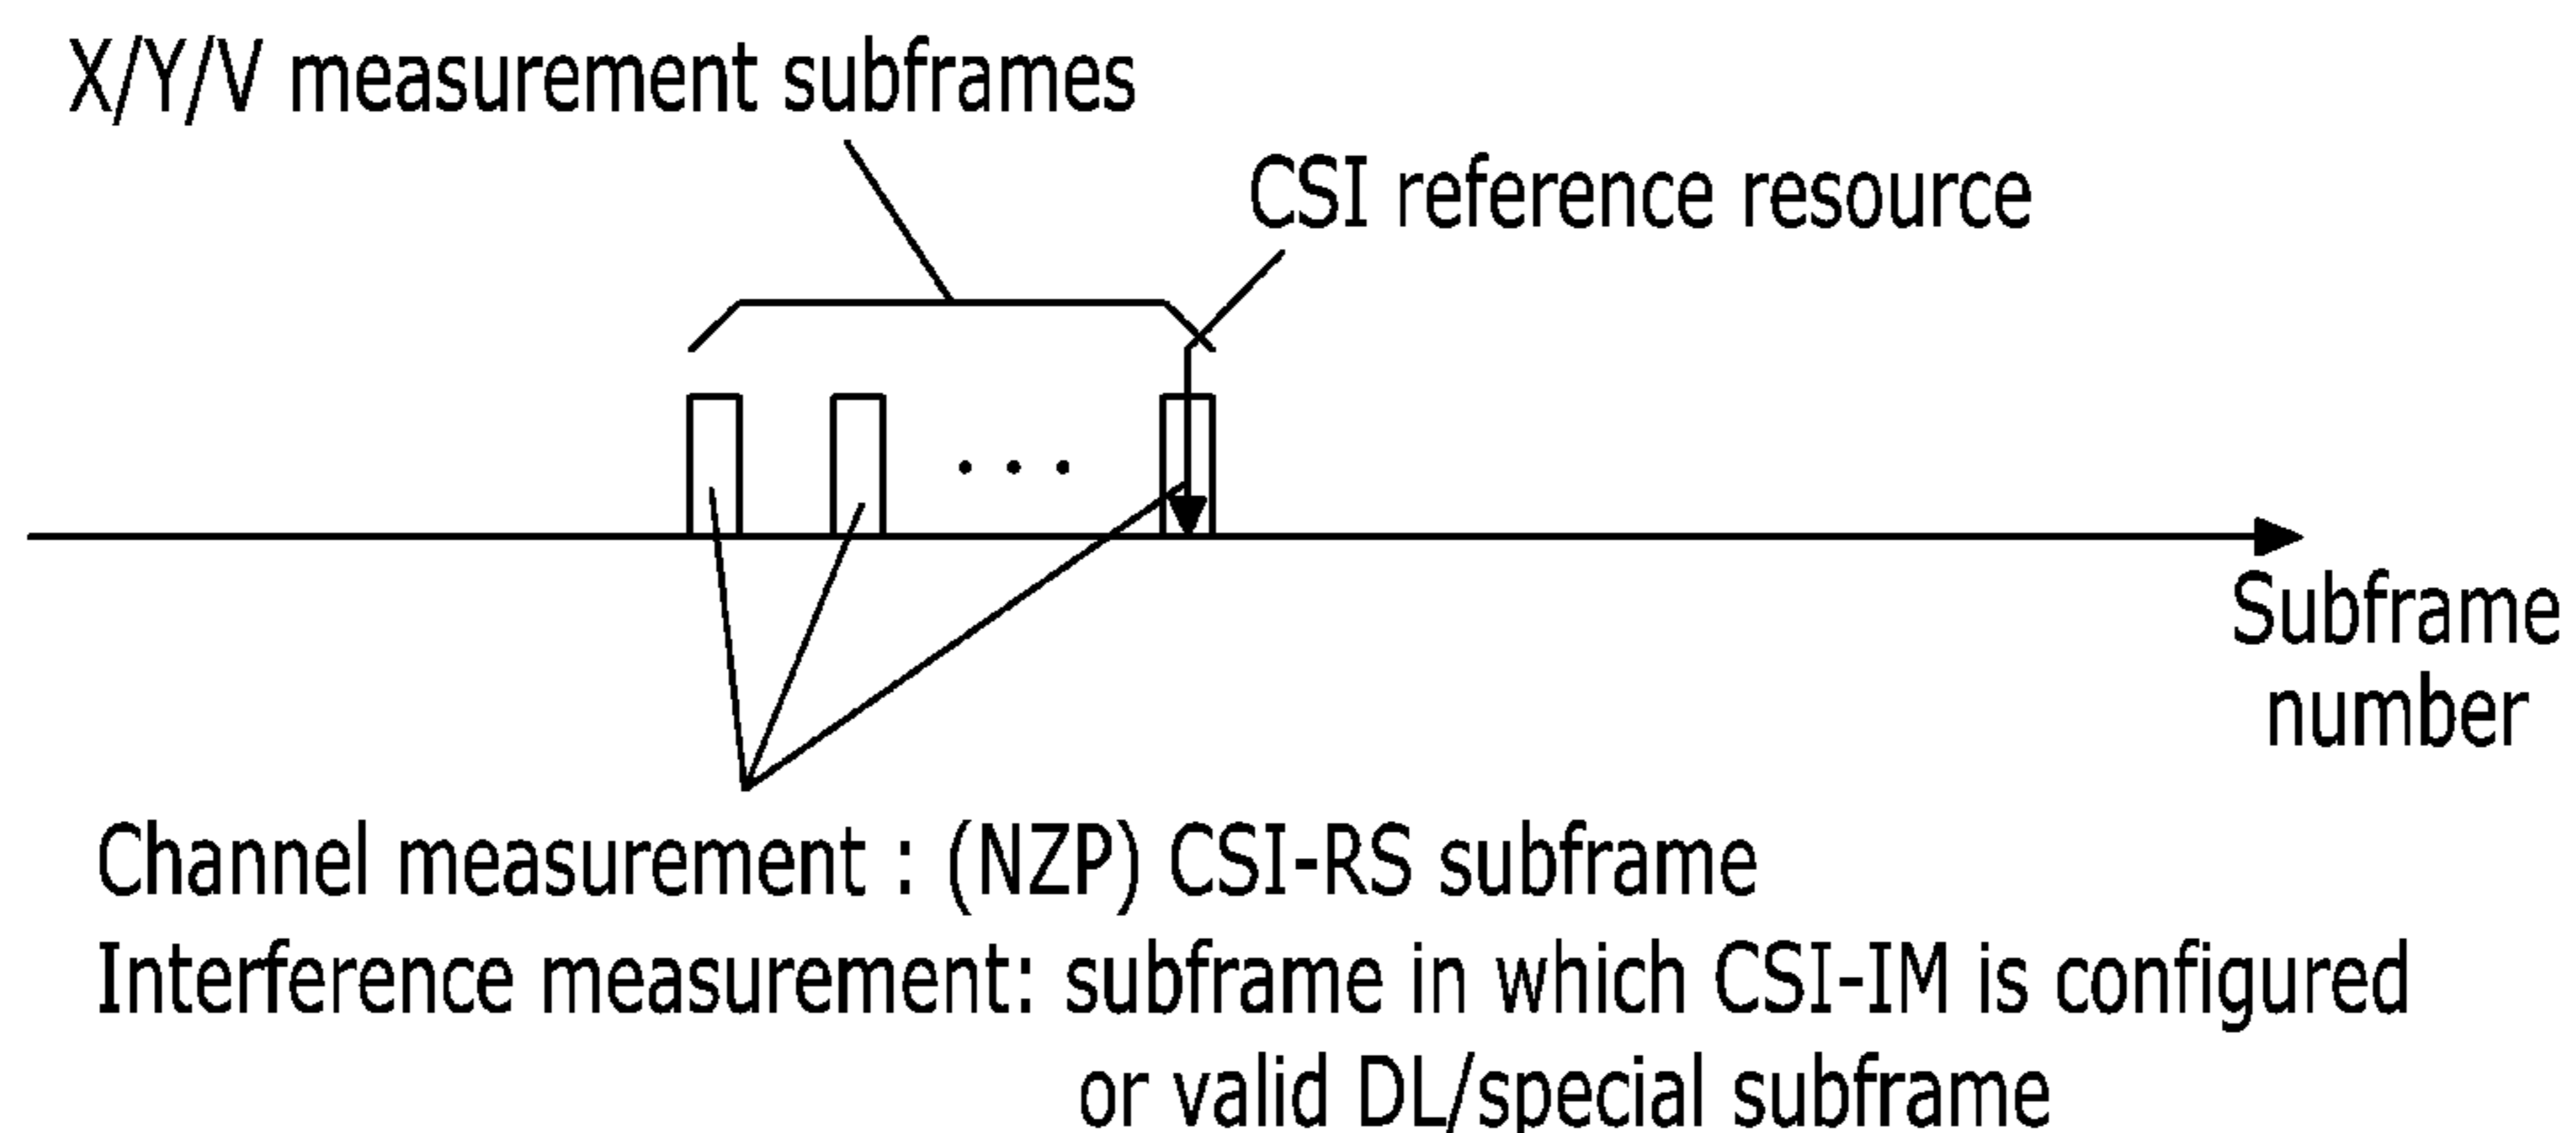 X/Y/V measurement subframes
CSI reference resource
. . .
Subframe
number
Channel measurement : (NZP) CSI-RS subframe
Interference measurement: subframe in which CSI-IM is configured
or valid DL/special subframe